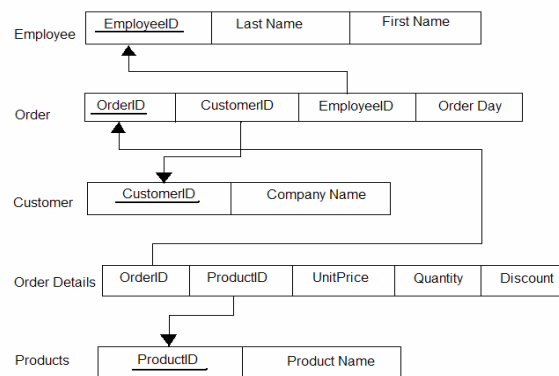 Employee EmployeeID Last Name First Name
Order OrderID CustomerID EmployeeID Order Day
Customer CustomerID Company Name
Order Details OrderID ProductID UnitPrice Quantity Discount
Products ProductID Product Name